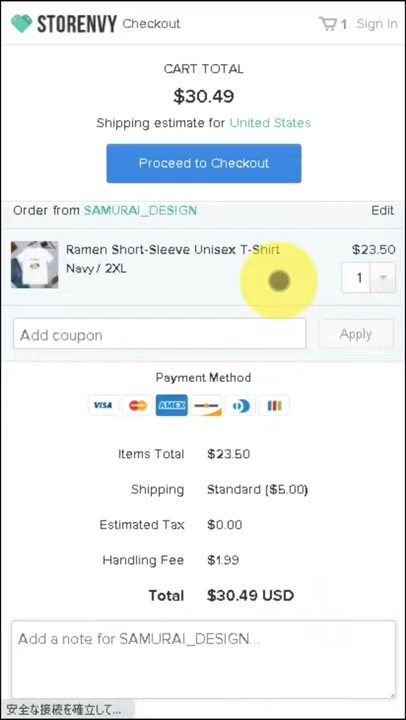 STORENVY Checkout 1 Sign In
CART TOTAL
$30.49
Shipping estimate for United States
Proceed to Checkout
Order from SAMURAI_DESIGN Edit
Ramen Short-Sleeve Unisex T-Shirt $23.50
Navy / 2XL 1
Add coupon Apply
Payment Method
VISA AMEX
Items Total $23.50
Shipping Standard ($5.00)
Estimated Tax $0.00
Handling Fee $1.99
Total $30.49 USD
Add a note for SAMURAI_DESIGN...
安全な接続を確立して...